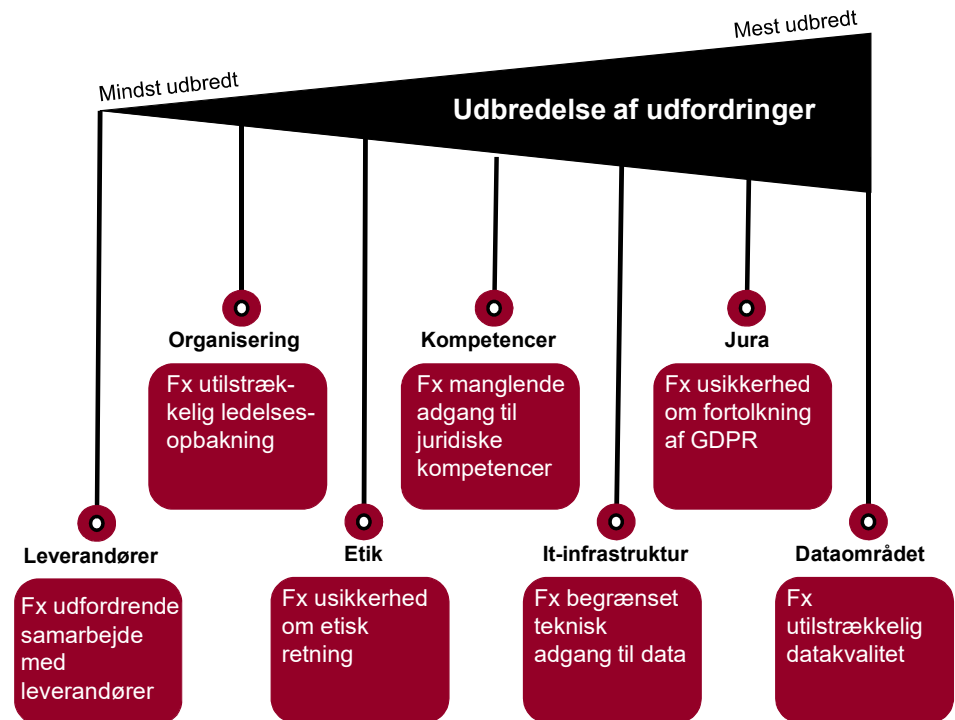 Mest udbredt
Mindst udbredt
Udbredelse af udfordringer
Organisering
Fx utilstræk-
kelig ledelses-
opbakning
Kompetencer
Fx manglende
adgang til
juridiske
kompetencer
Jura
Fx usikkerhed
om fortolkning
af GDPR
Leverandører
Fx udfordrende
samarbejde
med
leverandører
Etik
Fx usikkerhed
om etisk
retning
It-infrastruktur
Fx begrænset
teknisk
adgang til data
Dataområdet
Fx
utilstrækkelig
datakvalitet